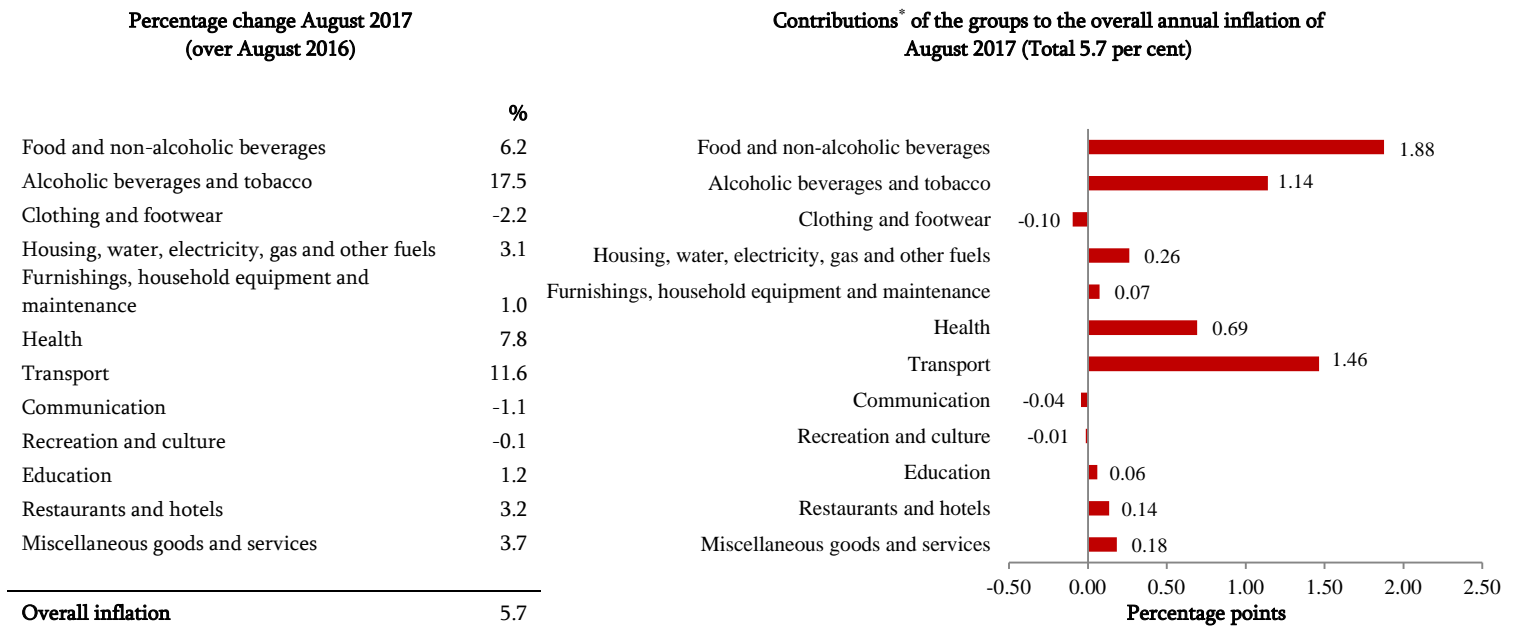 Percentage change August 2017
(over August 2016)
%
Food and non-alcoholic beverages 6.2
Alcoholic beverages and tobacco 17.5
Clothing and footwear -2.2
Housing, water, electricity, gas and other fuels 3.1
Furnishings, household equipment and
maintenance 1.0
Health 7.8
Transport 11.6
Communication -1.1
Recreation and culture -0.1
Education 1.2
Restaurants and hotels 3.2
Miscellaneous goods and services 3.7
Overall inflation 5.7
Contributions* of the groups to the overall annual inflation of
August 2017 (Total 5.7 per cent)
Food and non-alcoholic beverages 1.88
Alcoholic beverages and tobacco 1.14
Clothing and footwear -0.10
Housing, water, electricity, gas and other fuels 0.26
Furnishings, household equipment and maintenance 0.07
Health 0.69
Transport 1.46
Communication -0.04
Recreation and culture -0.01
Education 0.06
Restaurants and hotels 0.14
Miscellaneous goods and services 0.18
-0.50 0.00 0.50 1.00 1.50 2.00 2.50
Percentage points